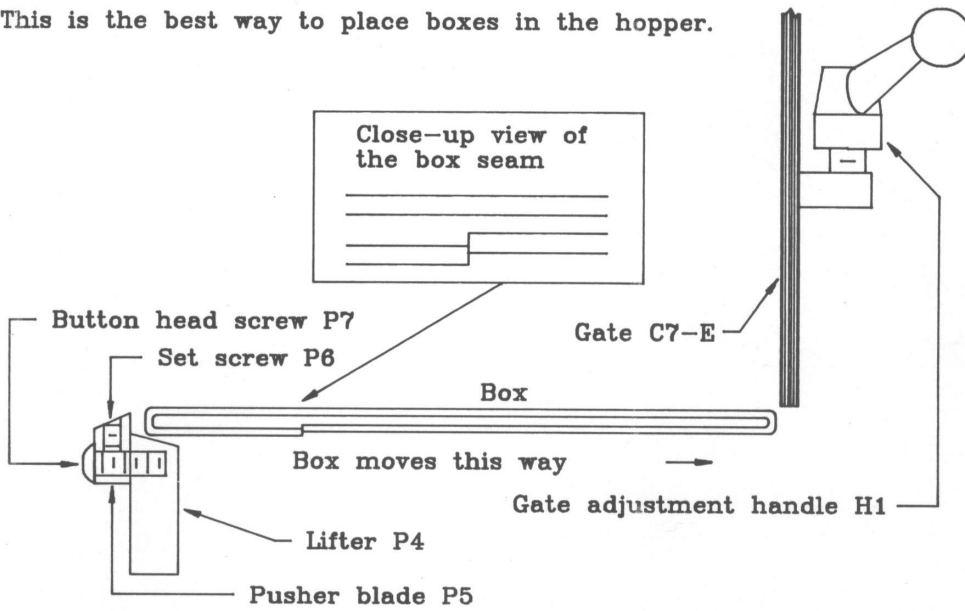 This is the best way to place boxes in the hopper.
Close-up view of
the box seam
Button head screw P7
Set screw P6
Gate C7-E
Box
Box moves this way
Gate adjustment handle H1
Lifter P4
Pusher blade P5